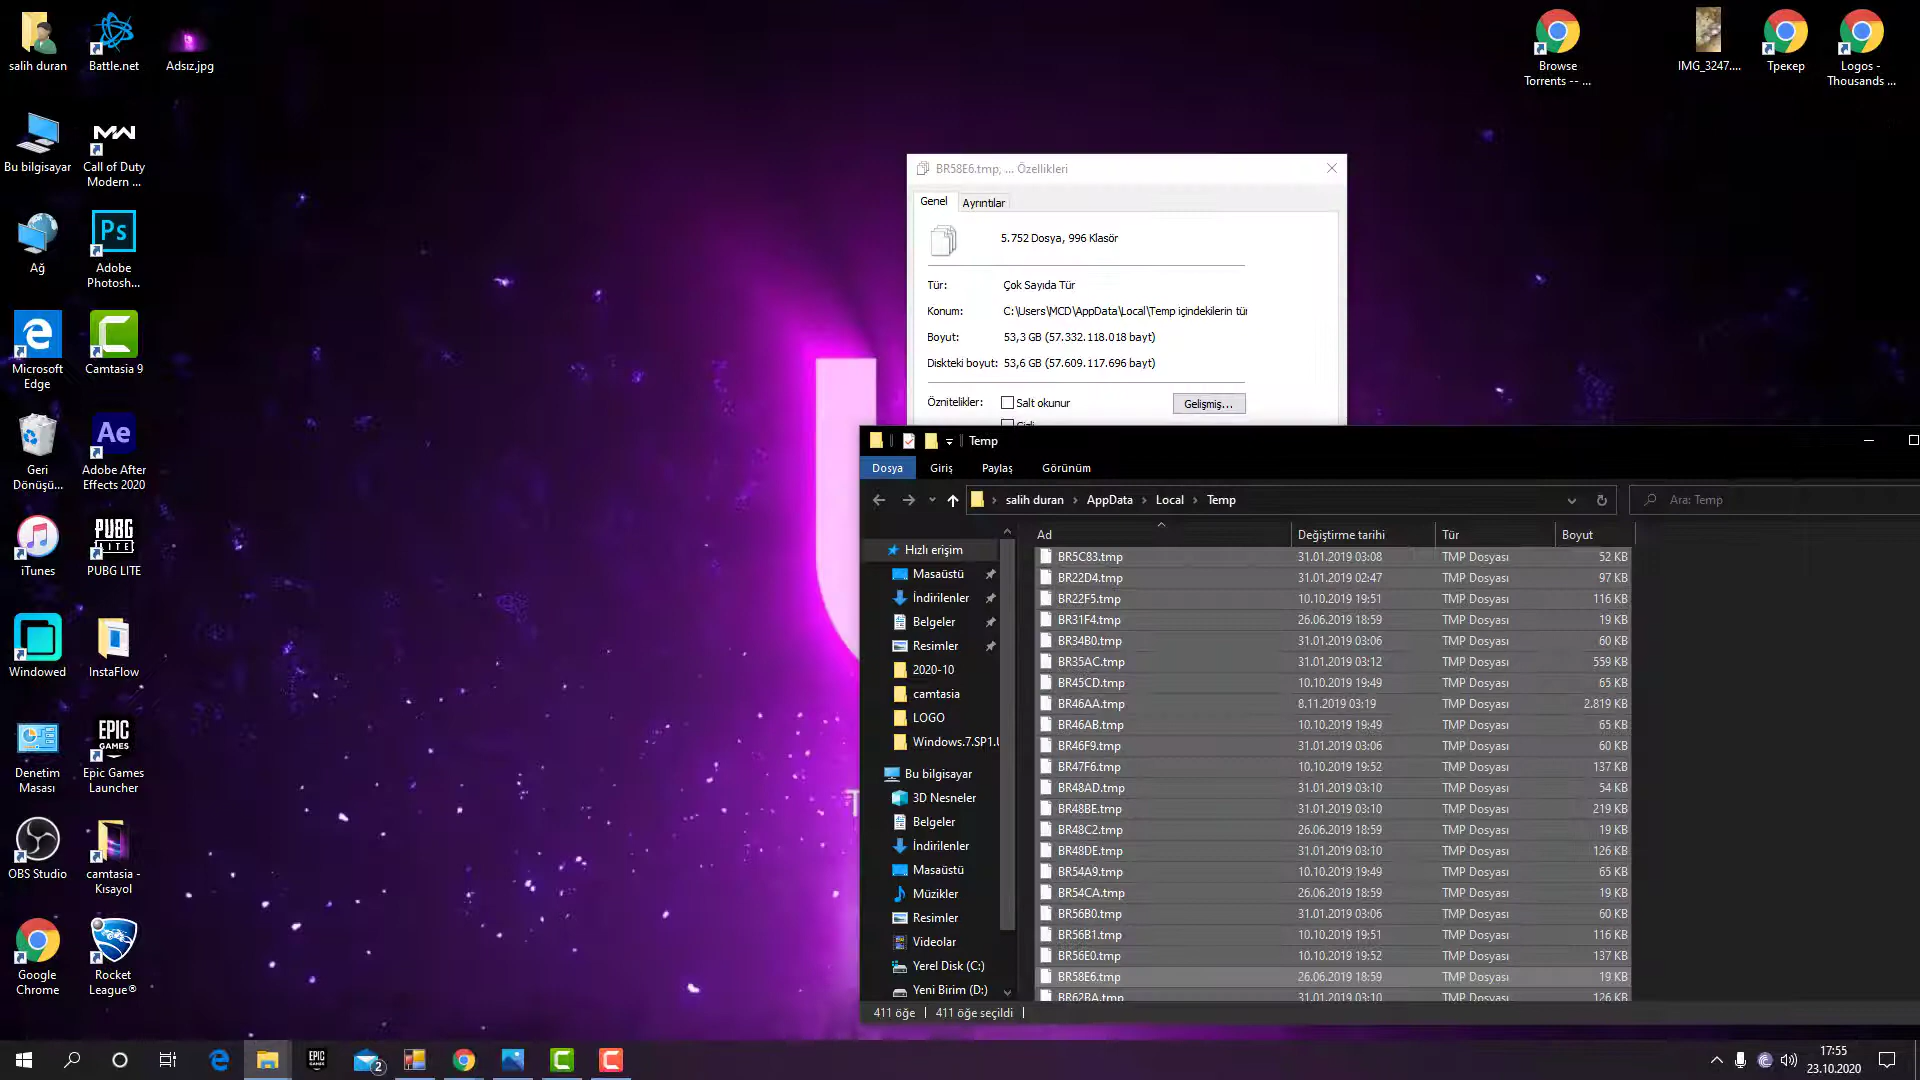 salih duran
Battle.net
Adsız.jpg
Browse
Torrents -- ...
IMG_3247....
Трекер
Logos -
Thousands ...
Bu bilgisayar
Call of Duty
Modern ...
Ağ
Adobe
Photosh...
Microsoft
Edge
Camtasia 9
Geri
Dönüşü...
Adobe After
Effects 2020
iTunes
PUBG LITE
Windowed
InstaFlow
Denetim
Masası
Epic Games
Launcher
OBS Studio
camtasia -
Kısayol
Google
Chrome
Rocket
League®
BR58E6.tmp, ... Özellikleri
Genel
Ayrıntılar
5.752 Dosya, 996 Klasör
Tür:
Çok Sayıda Tür
Konum:
C:\Users\MCD\AppData\Local\Temp içindekilerin tür
Boyut:
53,3 GB (57.332.118.018 bayt)
Diskteki boyut:
53,6 GB (57.609.117.696 bayt)
Öznitelikler:
Salt okunur
Gelişmiş...
Temp
Dosya
Giriş
Paylaş
Görünüm
salih duran > AppData > Local > Temp
Ara: Temp
Hızlı erişim
Masaüstü
İndirilenler
Belgeler
Resimler
2020-10
camtasia
LOGO
Windows.7.SP1.U
Bu bilgisayar
3D Nesneler
Belgeler
İndirilenler
Masaüstü
Müzikler
Resimler
Videolar
Yerel Disk (C:)
Yeni Birim (D:)
Ad Değiştirme tarihi Tür Boyut
BR5C83.tmp 31.01.2019 03:08 TMP Dosyası 52 KB
BR22D4.tmp 31.01.2019 02:47 TMP Dosyası 97 KB
BR22F5.tmp 10.10.2019 19:51 TMP Dosyası 116 KB
BR31F4.tmp 26.06.2019 18:59 TMP Dosyası 19 KB
BR34B0.tmp 31.01.2019 03:06 TMP Dosyası 60 KB
BR35AC.tmp 31.01.2019 03:12 TMP Dosyası 559 KB
BR45CD.tmp 10.10.2019 19:49 TMP Dosyası 65 KB
BR46AA.tmp 8.11.2019 03:19 TMP Dosyası 2.819 KB
BR46AB.tmp 10.10.2019 19:49 TMP Dosyası 65 KB
BR46F9.tmp 31.01.2019 03:06 TMP Dosyası 60 KB
BR47F6.tmp 10.10.2019 19:52 TMP Dosyası 137 KB
BR48AD.tmp 31.01.2019 03:10 TMP Dosyası 54 KB
BR48BE.tmp 31.01.2019 03:10 TMP Dosyası 219 KB
BR48C2.tmp 26.06.2019 18:59 TMP Dosyası 19 KB
BR48DE.tmp 31.01.2019 03:10 TMP Dosyası 126 KB
BR54A9.tmp 10.10.2019 19:49 TMP Dosyası 65 KB
BR54CA.tmp 26.06.2019 18:59 TMP Dosyası 19 KB
BR56B0.tmp 31.01.2019 03:06 TMP Dosyası 60 KB
BR56B1.tmp 10.10.2019 19:51 TMP Dosyası 116 KB
BR56E0.tmp 10.10.2019 19:52 TMP Dosyası 137 KB
BR58E6.tmp 26.06.2019 18:59 TMP Dosyası 19 KB
BR62BA.tmp 31.01.2019 03:10 TMP Dosyası 126 KB
411 öğe | 411 öğe seçildi |
2
17:55
23.10.2020